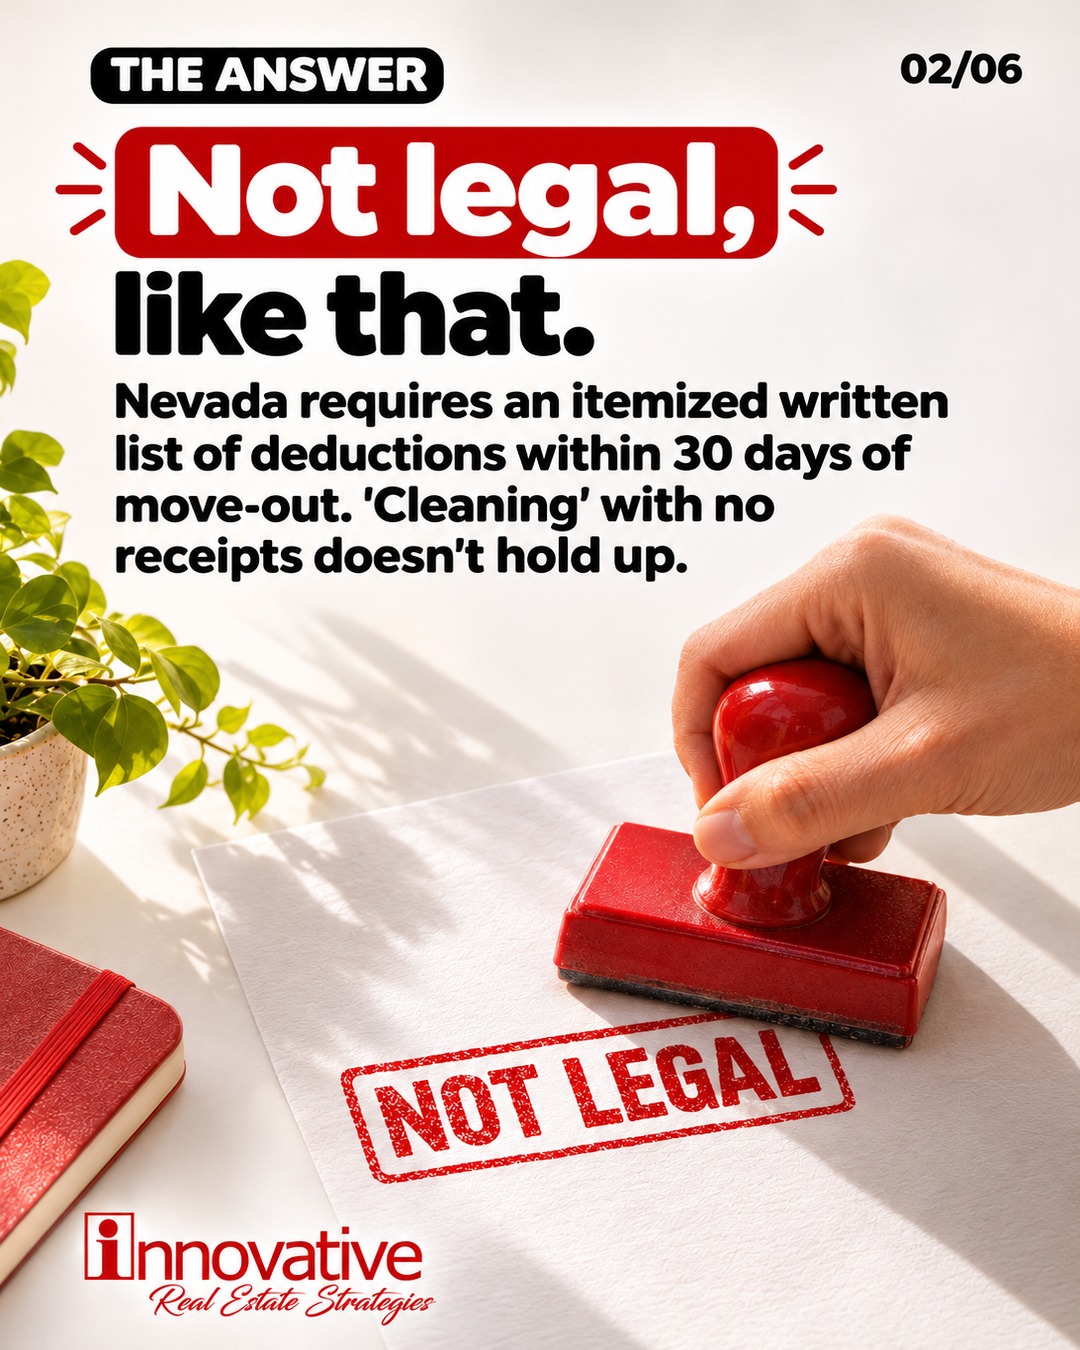 THE ANSWER
02/06
Not legal,
like that.
Nevada requires an itemized written
list of deductions within 30 days of
move-out. 'Cleaning' with no
receipts doesn't hold up.
NOT LEGAL
innovative
Real Estate Strategies